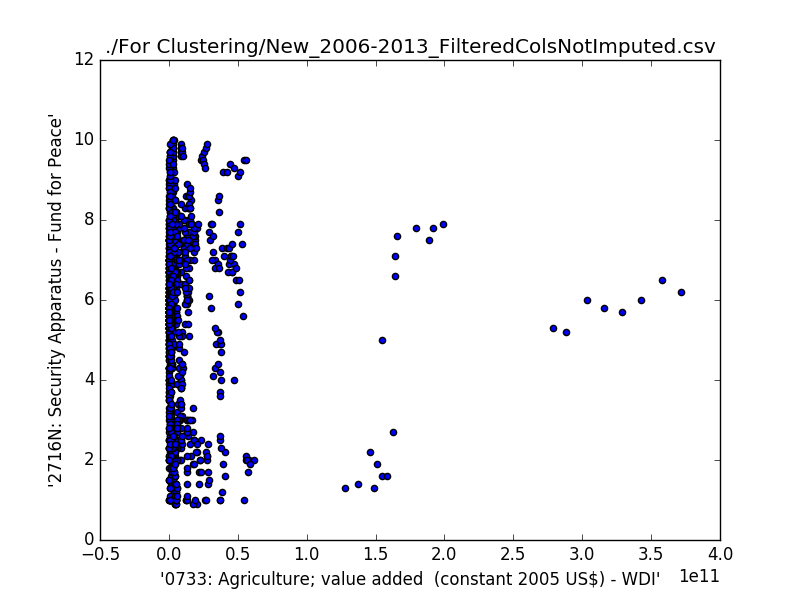 ./For Clustering/New_2006-2013_FilteredColsNotImputed.csv
'2716N: Security Apparatus - Fund for Peace'
12
10
8
6
4
2
0
−0.5 0.0 0.5 1.0 1.5 2.0 2.5 3.0 3.5 4.0
1e11
'0733: Agriculture; value added  (constant 2005 US$) - WDI'